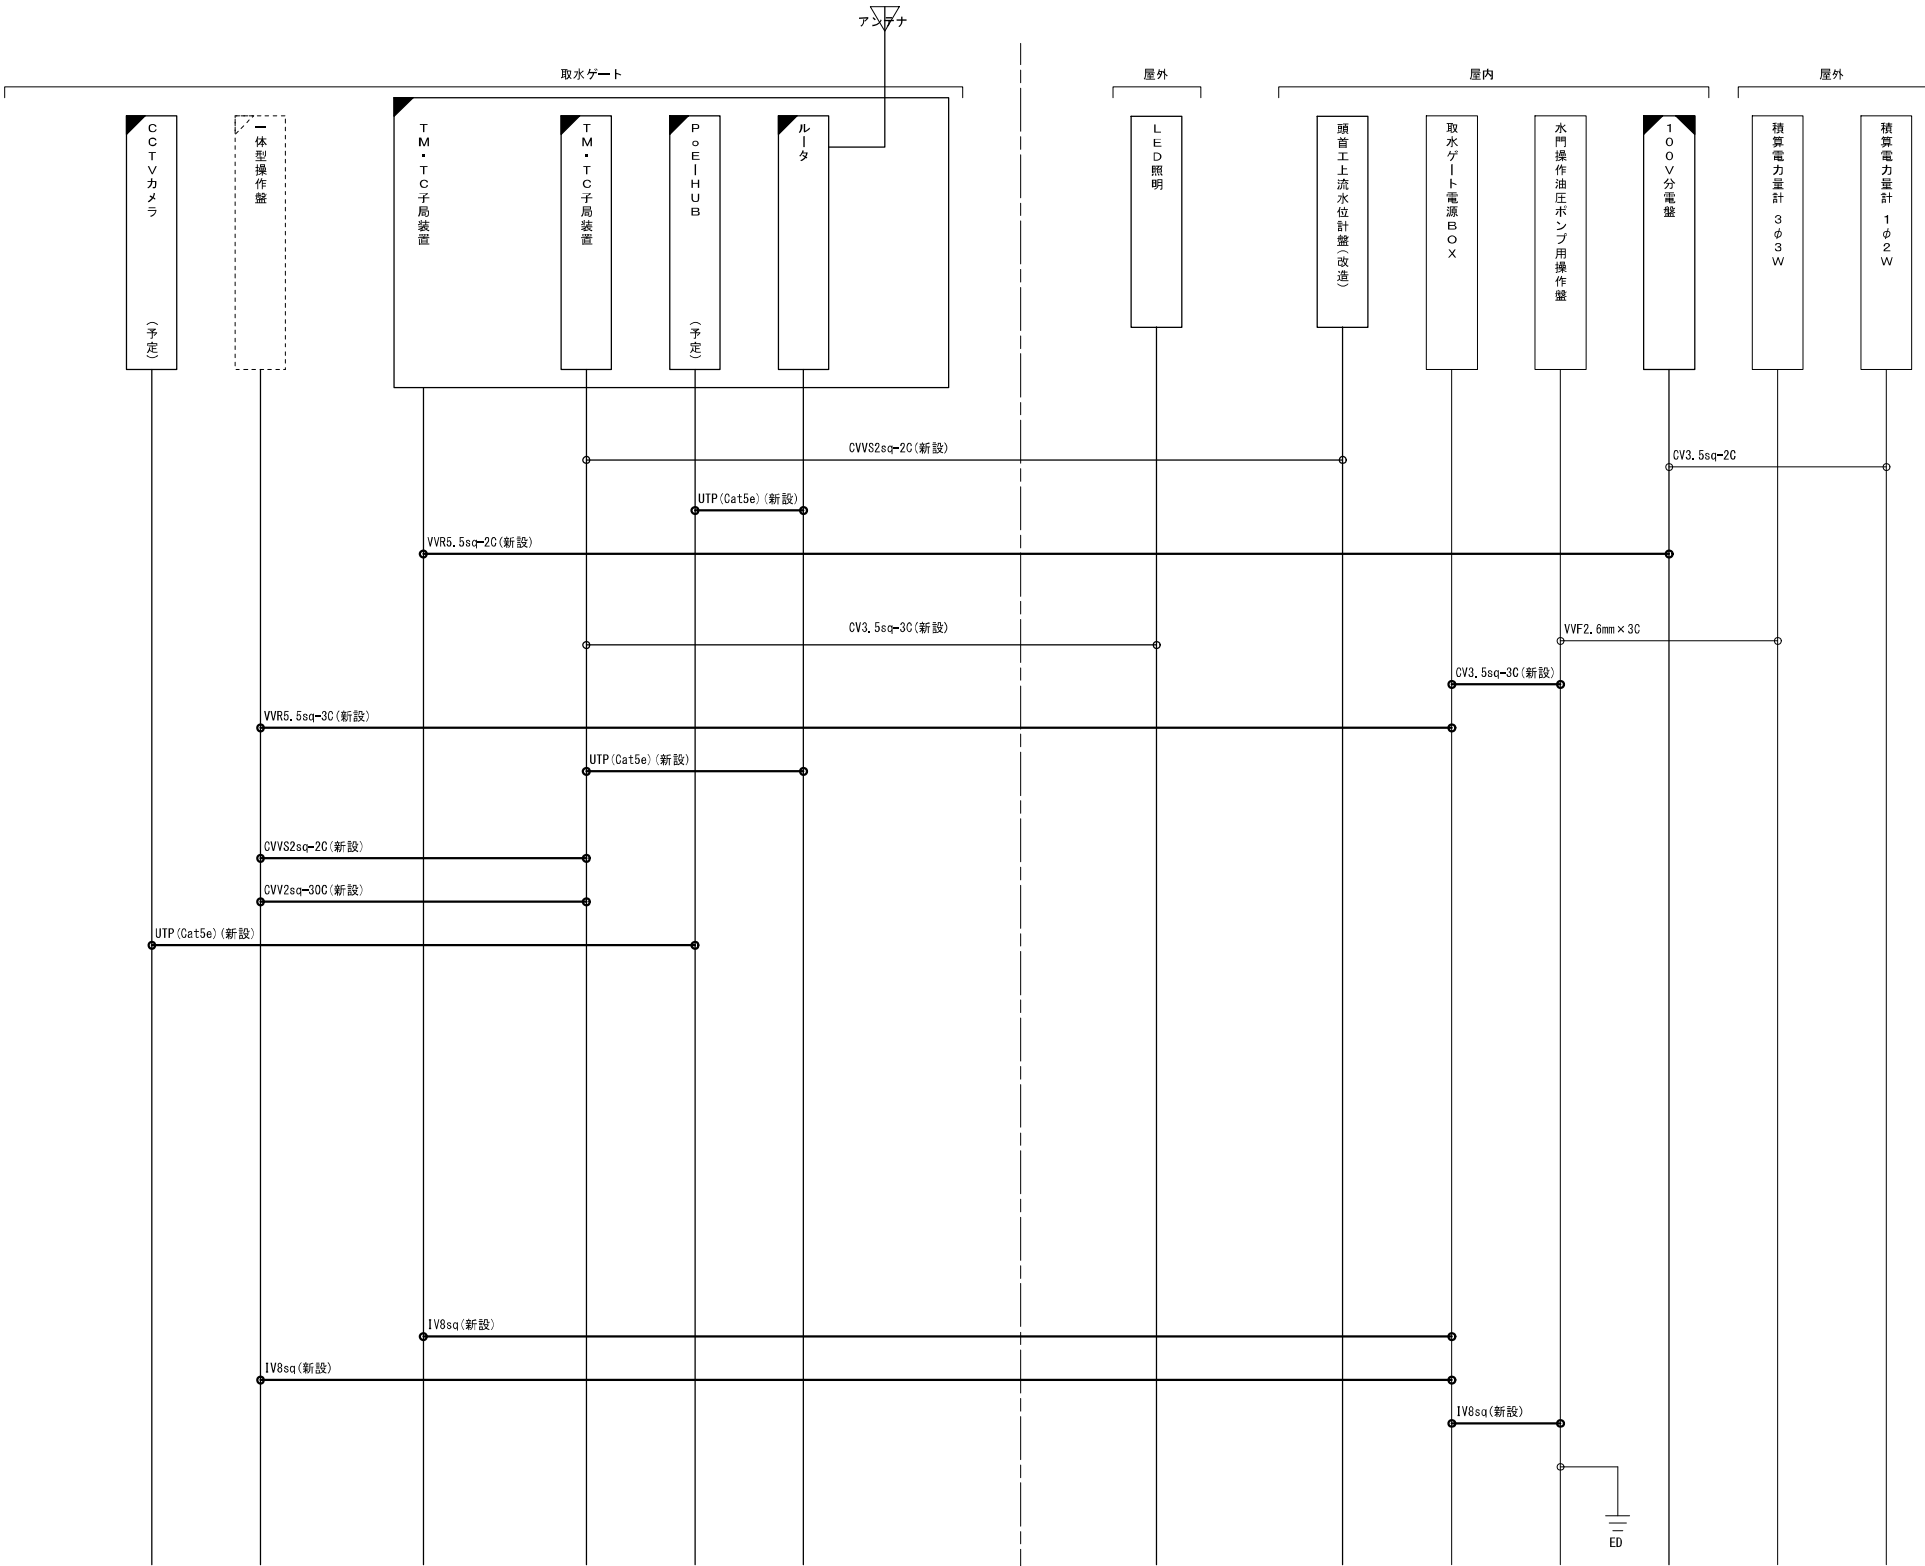 アンテナ
取水ゲート
屋外
屋内
屋外
CCTVカメラ (予定)
一体型操作盤
TM・TC子局装置
TM・TC子局装置
PoE-HUB (予定)
ルータ
LED照明
頭首工上流水位計盤(改造)
取水ゲート電源BOX
水門操作油圧ポンプ用操作盤
100V分電盤
積算電力量計 3φ3W
積算電力量計 1φ2W
CVVS2sq-2C(新設)
CV3.5sq-2C
UTP(Cat5e)(新設)
VVR5.5sq-2C(新設)
CV3.5sq-3C(新設)
VVF2.6mm×3C
CV3.5sq-3C(新設)
VVR5.5sq-3C(新設)
UTP(Cat5e)(新設)
CVVS2sq-2C(新設)
CVV2sq-30C(新設)
UTP(Cat5e)(新設)
IV8sq(新設)
IV8sq(新設)
IV8sq(新設)
ED